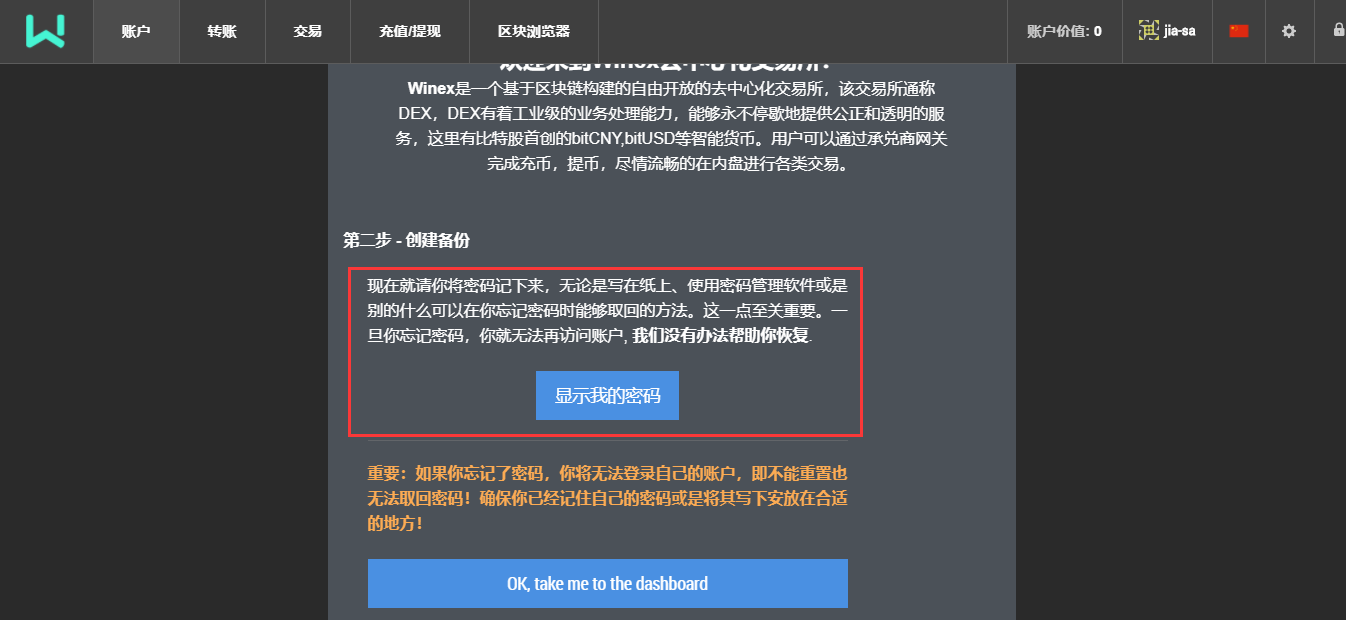 账户
转账
交易
充值/提现
区块浏览器
账户价值: 0
jia-sa
欢迎来到Winex去中心化交易所!
Winex是一个基于区块链构建的自由开放的去中心化交易所，该交易所通称
DEX，DEX有着工业级的业务处理能力，能够永不停歇地提供公正和透明的服
务，这里有比特股首创的bitCNY,bitUSD等智能货币。用户可以通过承兑商网关
完成充币，提币，尽情流畅的在内盘进行各类交易。
第二步 - 创建备份
现在就请你将密码记下来，无论是写在纸上、使用密码管理软件或是
别的什么可以在你忘记密码时能够取回的方法。这一点至关重要。一
旦你忘记密码，你就无法再访问账户, 我们没有办法帮助你恢复.
显示我的密码
重要：如果你忘记了密码，你将无法登录自己的账户，即不能重置也
无法取回密码！确保你已经记住自己的密码或是将其写下安放在合适
的地方！
OK, take me to the dashboard